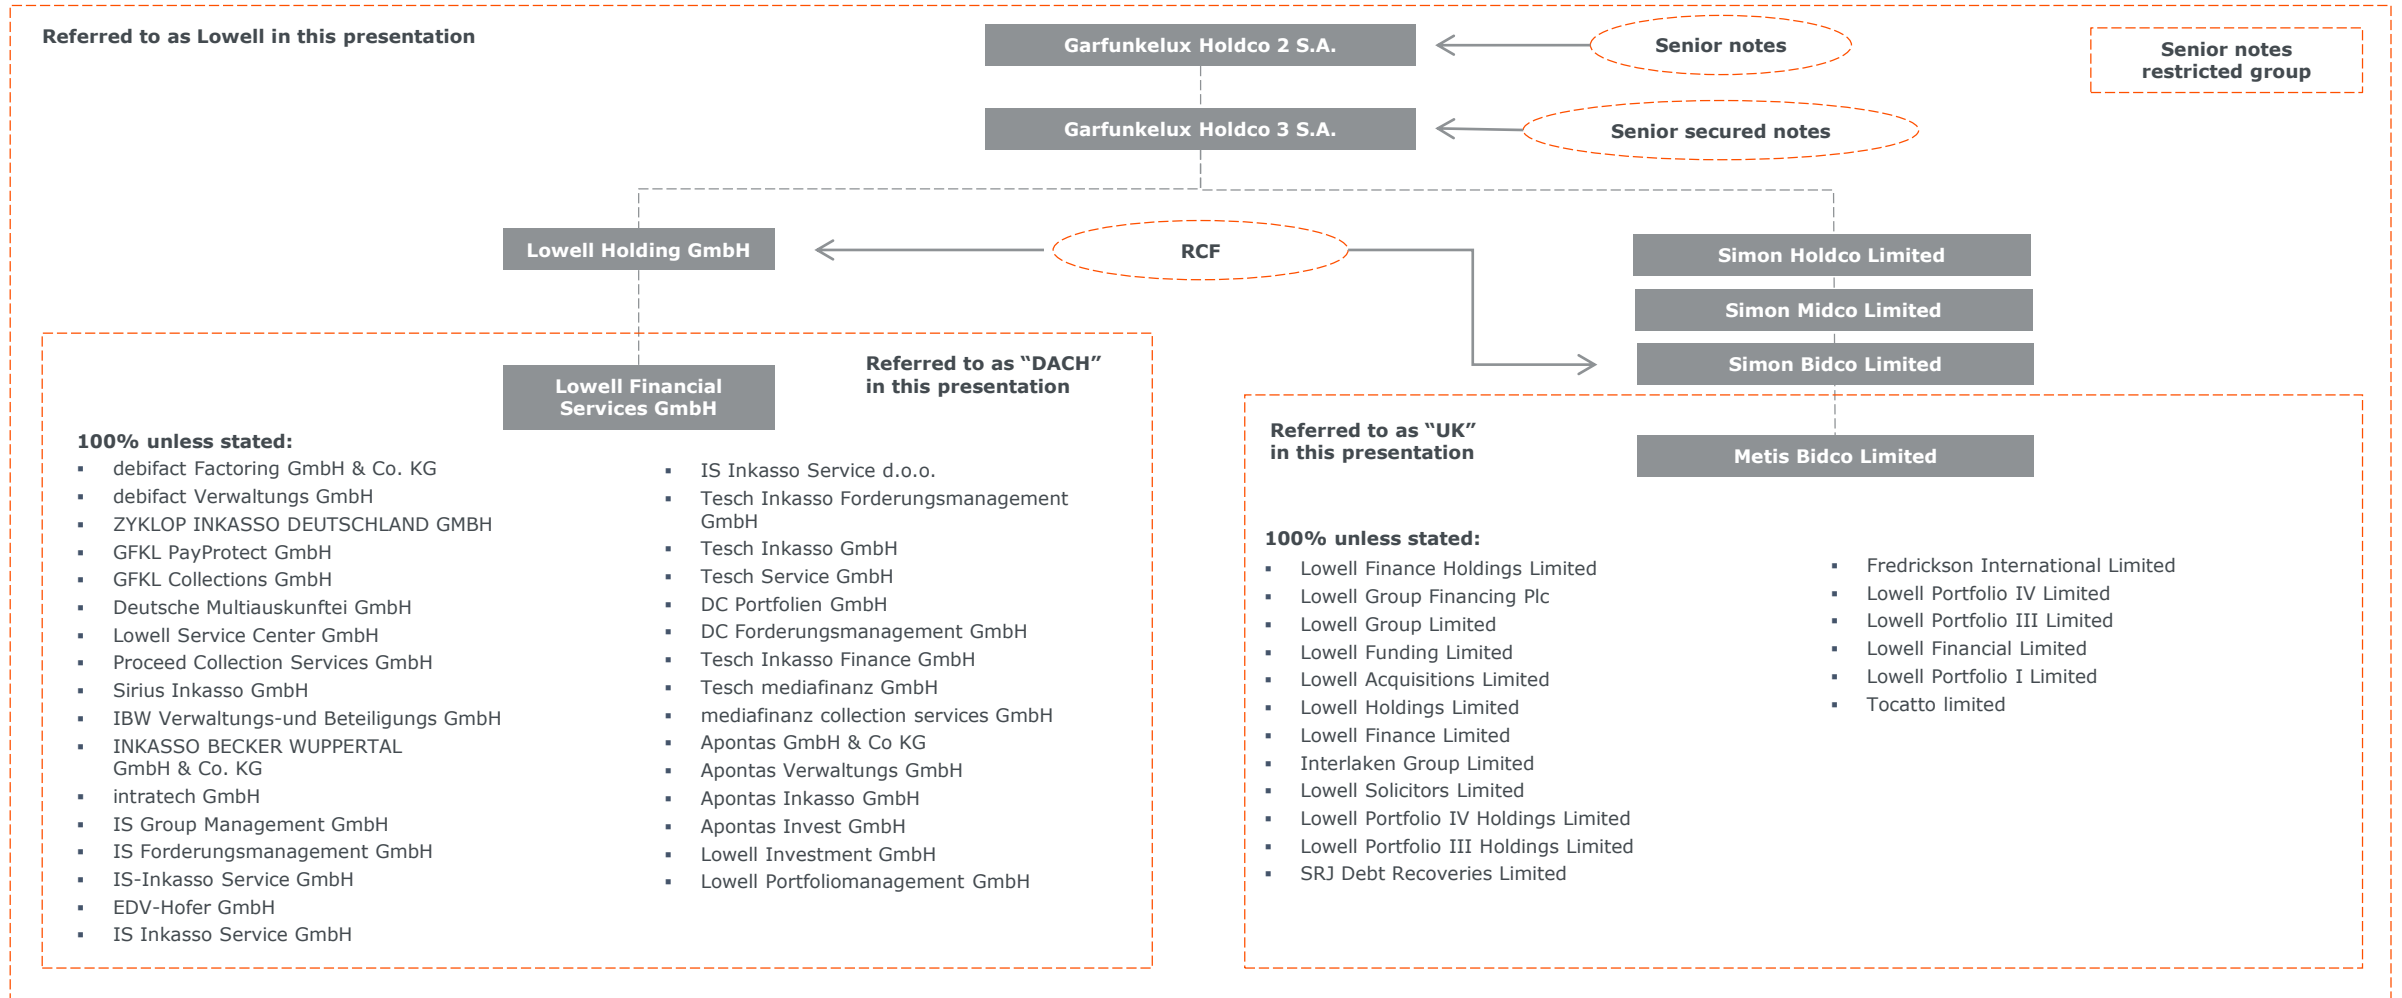 Referred to as Lowell in this presentation
Garfunkelux Holdco 2 S.A.
Senior notes
Senior notes
restricted group
Garfunkelux Holdco 3 S.A.
Senior secured notes
Lowell Holding GmbH
RCF
Simon Holdco Limited
Simon Midco Limited
Simon Bidco Limited
Lowell Financial
Services GmbH
Referred to as “DACH”
in this presentation
100% unless stated:
▪ debifact Factoring GmbH & Co. KG
▪ debifact Verwaltungs GmbH
▪ ZYKLOP INKASSO DEUTSCHLAND GMBH
▪ GFKL PayProtect GmbH
▪ GFKL Collections GmbH
▪ Deutsche Multiauskunftei GmbH
▪ Lowell Service Center GmbH
▪ Proceed Collection Services GmbH
▪ Sirius Inkasso GmbH
▪ IBW Verwaltungs-und Beteiligungs GmbH
▪ INKASSO BECKER WUPPERTAL
GmbH & Co. KG
▪ intratech GmbH
▪ IS Group Management GmbH
▪ IS Forderungsmanagement GmbH
▪ IS-Inkasso Service GmbH
▪ EDV-Hofer GmbH
▪ IS Inkasso Service GmbH
▪ IS Inkasso Service d.o.o.
▪ Tesch Inkasso Forderungsmanagement
GmbH
▪ Tesch Inkasso GmbH
▪ Tesch Service GmbH
▪ DC Portfolien GmbH
▪ DC Forderungsmanagement GmbH
▪ Tesch Inkasso Finance GmbH
▪ Tesch mediafinanz GmbH
▪ mediafinanz collection services GmbH
▪ Apontas GmbH & Co KG
▪ Apontas Verwaltungs GmbH
▪ Apontas Inkasso GmbH
▪ Apontas Invest GmbH
▪ Lowell Investment GmbH
▪ Lowell Portfoliomanagement GmbH
Referred to as “UK”
in this presentation
Metis Bidco Limited
100% unless stated:
▪ Lowell Finance Holdings Limited
▪ Lowell Group Financing Plc
▪ Lowell Group Limited
▪ Lowell Funding Limited
▪ Lowell Acquisitions Limited
▪ Lowell Holdings Limited
▪ Lowell Finance Limited
▪ Interlaken Group Limited
▪ Lowell Solicitors Limited
▪ Lowell Portfolio IV Holdings Limited
▪ Lowell Portfolio III Holdings Limited
▪ SRJ Debt Recoveries Limited
▪ Fredrickson International Limited
▪ Lowell Portfolio IV Limited
▪ Lowell Portfolio III Limited
▪ Lowell Financial Limited
▪ Lowell Portfolio I Limited
▪ Tocatto limited